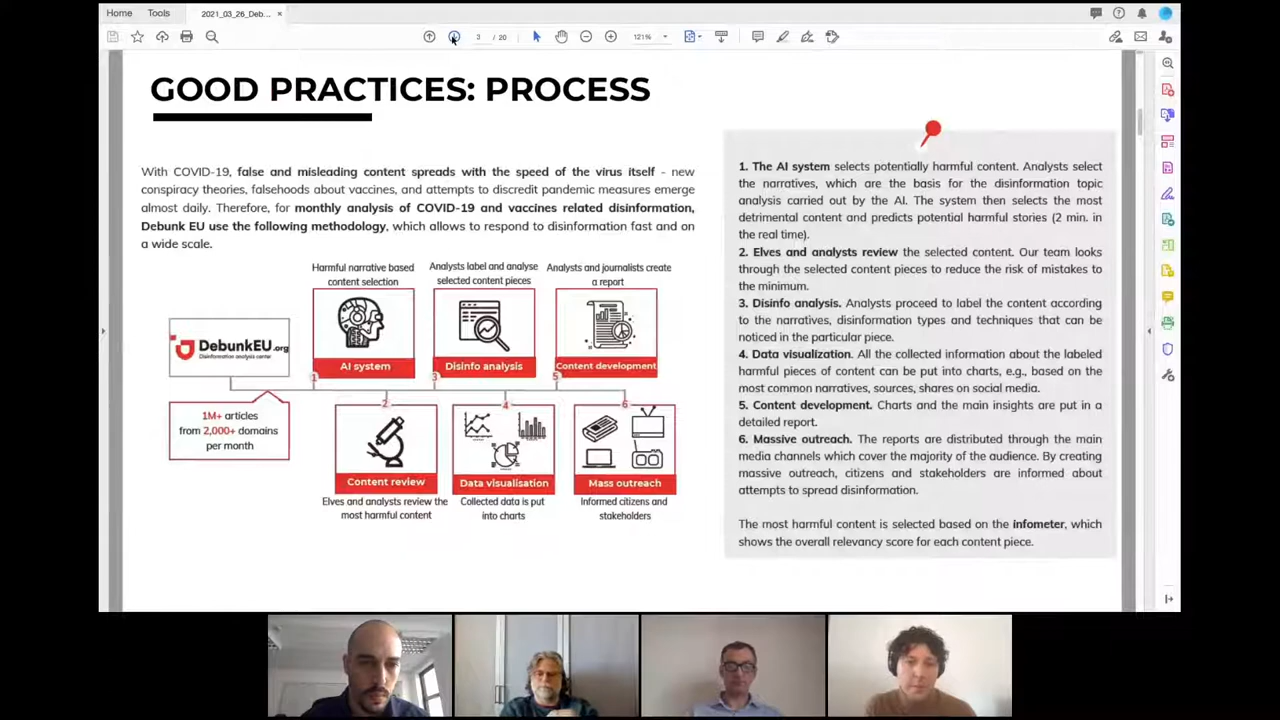 Home
Tools
2021_03_26_Deb...
×
3 / 20
121%
GOOD PRACTICES: PROCESS
With COVID-19, false and misleading content spreads with the speed of the virus itself - new
conspiracy theories, falsehoods about vaccines, and attempts to discredit pandemic measures emerge
almost daily. Therefore, for monthly analysis of COVID-19 and vaccines related disinformation,
Debunk EU use the following methodology, which allows to respond to disinformation fast and on
a wide scale.
Harmful narrative based
content selection
Analysts label and analyse
selected content pieces
Analysts and journalists create
a report
DebunkEU.org
Disinformation analysis center
AI system
Disinfo analysis
Content development
1
3
5
2
4
6
1M+ articles
from 2,000+ domains
per month
Content review
Data visualisation
Mass outreach
Elves and analysts review the
most harmful content
Collected data is put
into charts
Informed citizens and
stakeholders
1. The AI system selects potentially harmful content. Analysts select
the narratives, which are the basis for the disinformation topic
analysis carried out by the AI. The system then selects the most
detrimental content and predicts potential harmful stories (2 min. in
the real time).
2. Elves and analysts review the selected content. Our team looks
through the selected content pieces to reduce the risk of mistakes to
the minimum.
3. Disinfo analysis. Analysts proceed to label the content according
to the narratives, disinformation types and techniques that can be
noticed in the particular piece.
4. Data visualization. All the collected information about the labeled
harmful pieces of content can be put into charts, e.g., based on the
most common narratives, sources, shares on social media.
5. Content development. Charts and the main insights are put in a
detailed report.
6. Massive outreach. The reports are distributed through the main
media channels which cover the majority of the audience. By creating
massive outreach, citizens and stakeholders are informed about
attempts to spread disinformation.
The most harmful content is selected based on the infometer, which
shows the overall relevancy score for each content piece.